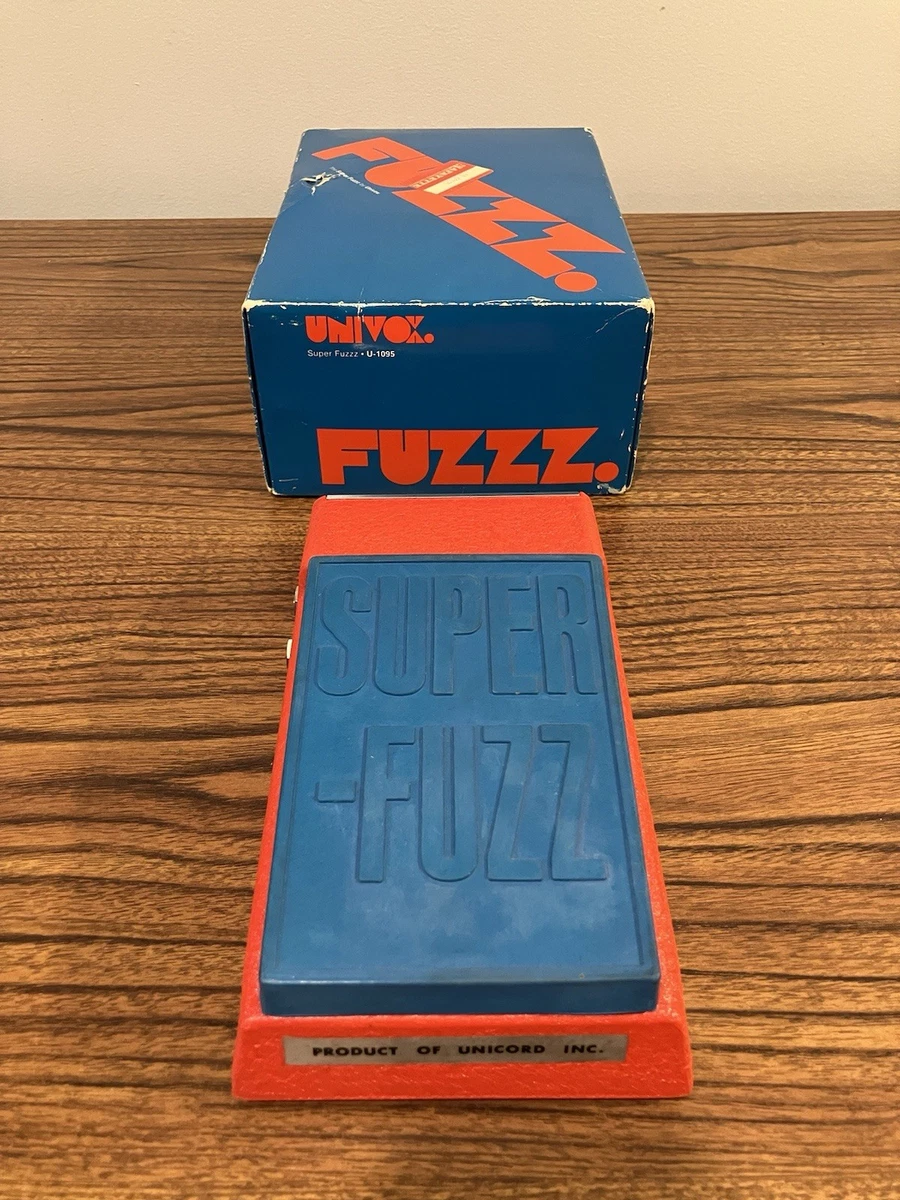 FUZZZ.
UNIVOX.
Super Fuzzz • U-1095
FUZZZ.
SUPER
-FUZZ
PRODUCT OF UNICORD INC.